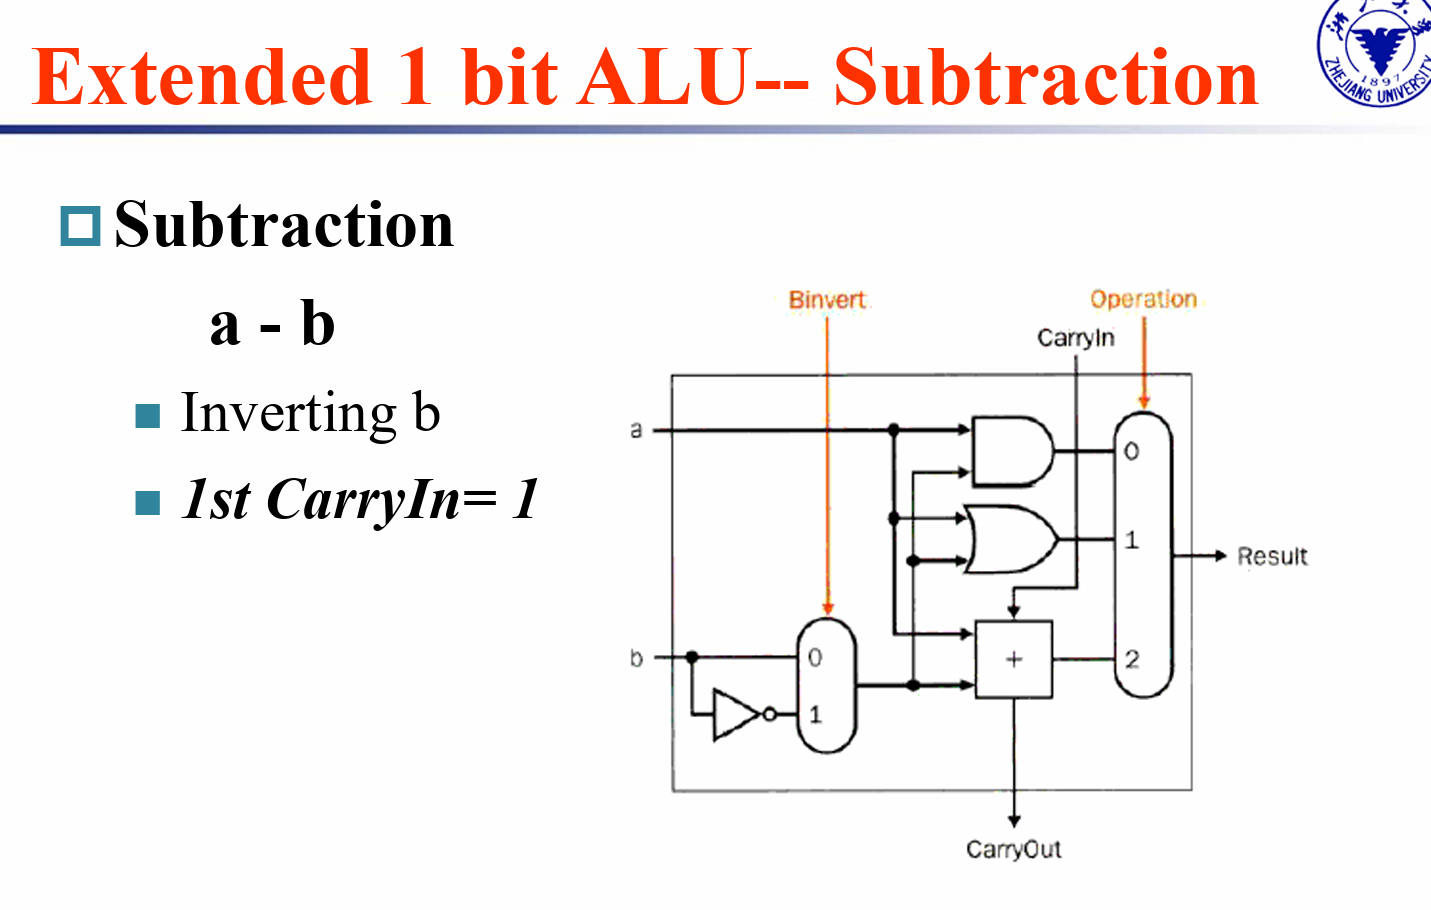 Extended 1 bit ALU-- Subtraction
ZHEJIANG UNIVERSITY
1897
Subtraction
a - b
Inverting b
1st CarryIn= 1
Binvert
Operation
CarryIn
a
0
1
Result
b
0
+
2
1
CarryOut